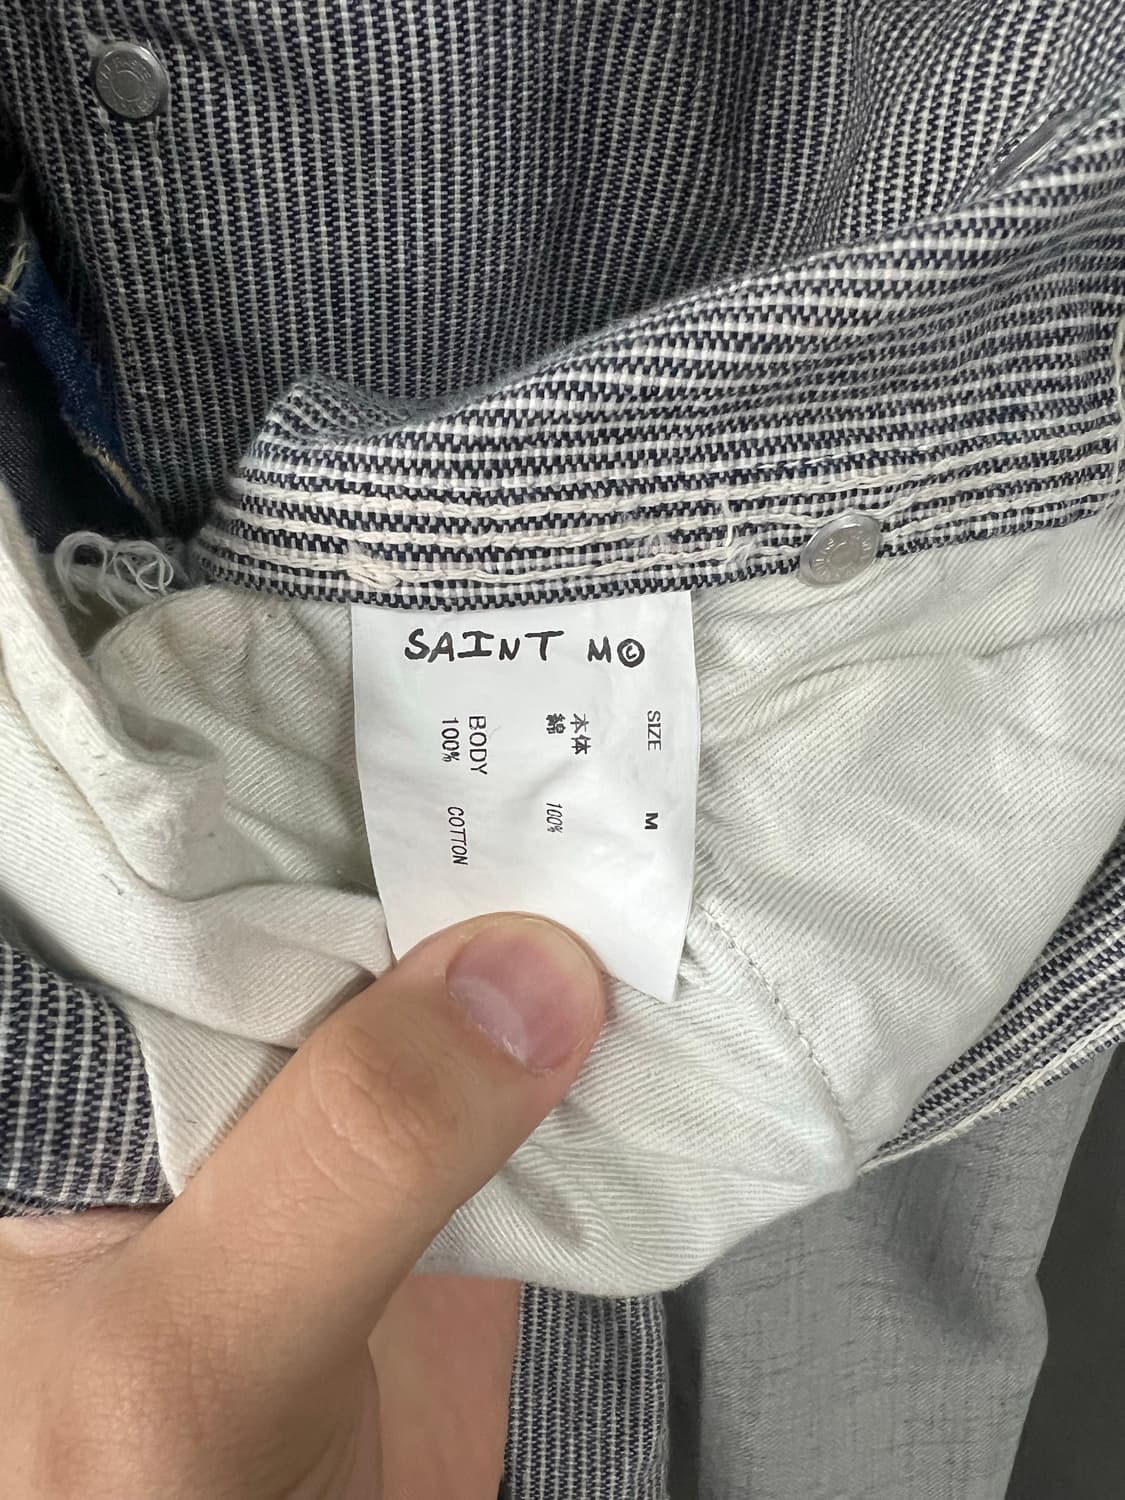 SAINT M©
SIZE M
本体
綿 100%
BODY
100% COTTON